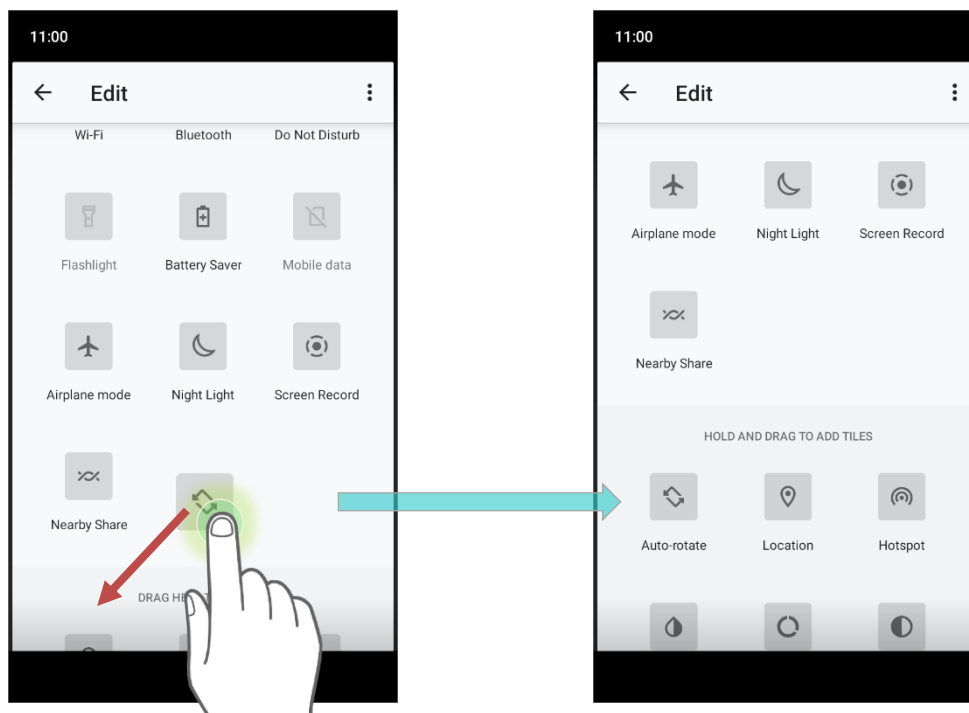 11:00
Edit
Wi-Fi Bluetooth Do Not Disturb
Flashlight Battery Saver Mobile data
Airplane mode Night Light Screen Record
Nearby Share
DRAG
11:00
Edit
Airplane mode Night Light Screen Record
Nearby Share
HOLD AND DRAG TO ADD TILES
Auto-rotate Location Hotspot